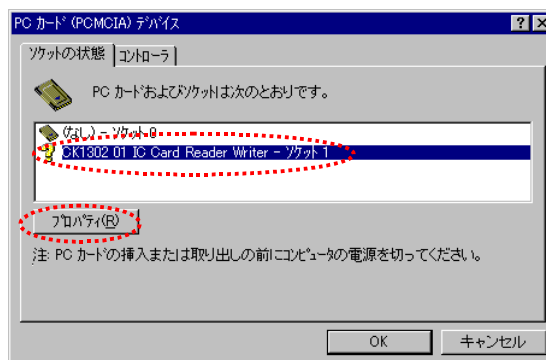 PC ｶｰﾄﾞ (PCMCIA) ﾃﾞﾊﾞｲｽ
ｿｹｯﾄの状態 ｺﾝﾄﾛｰﾗ
PC ｶｰﾄﾞおよびｿｹｯﾄは次のとおりです。
(なし) - ｿｹｯﾄ 0
CK1302 01 IC Card Reader Writer - ｿｹｯﾄ 1
ﾌﾟﾛﾊﾟﾃｨ(R)
注: PC ｶｰﾄﾞの挿入または取り出しの前にｺﾝﾋﾟｭｰﾀの電源を切ってください。
OK キャンセル